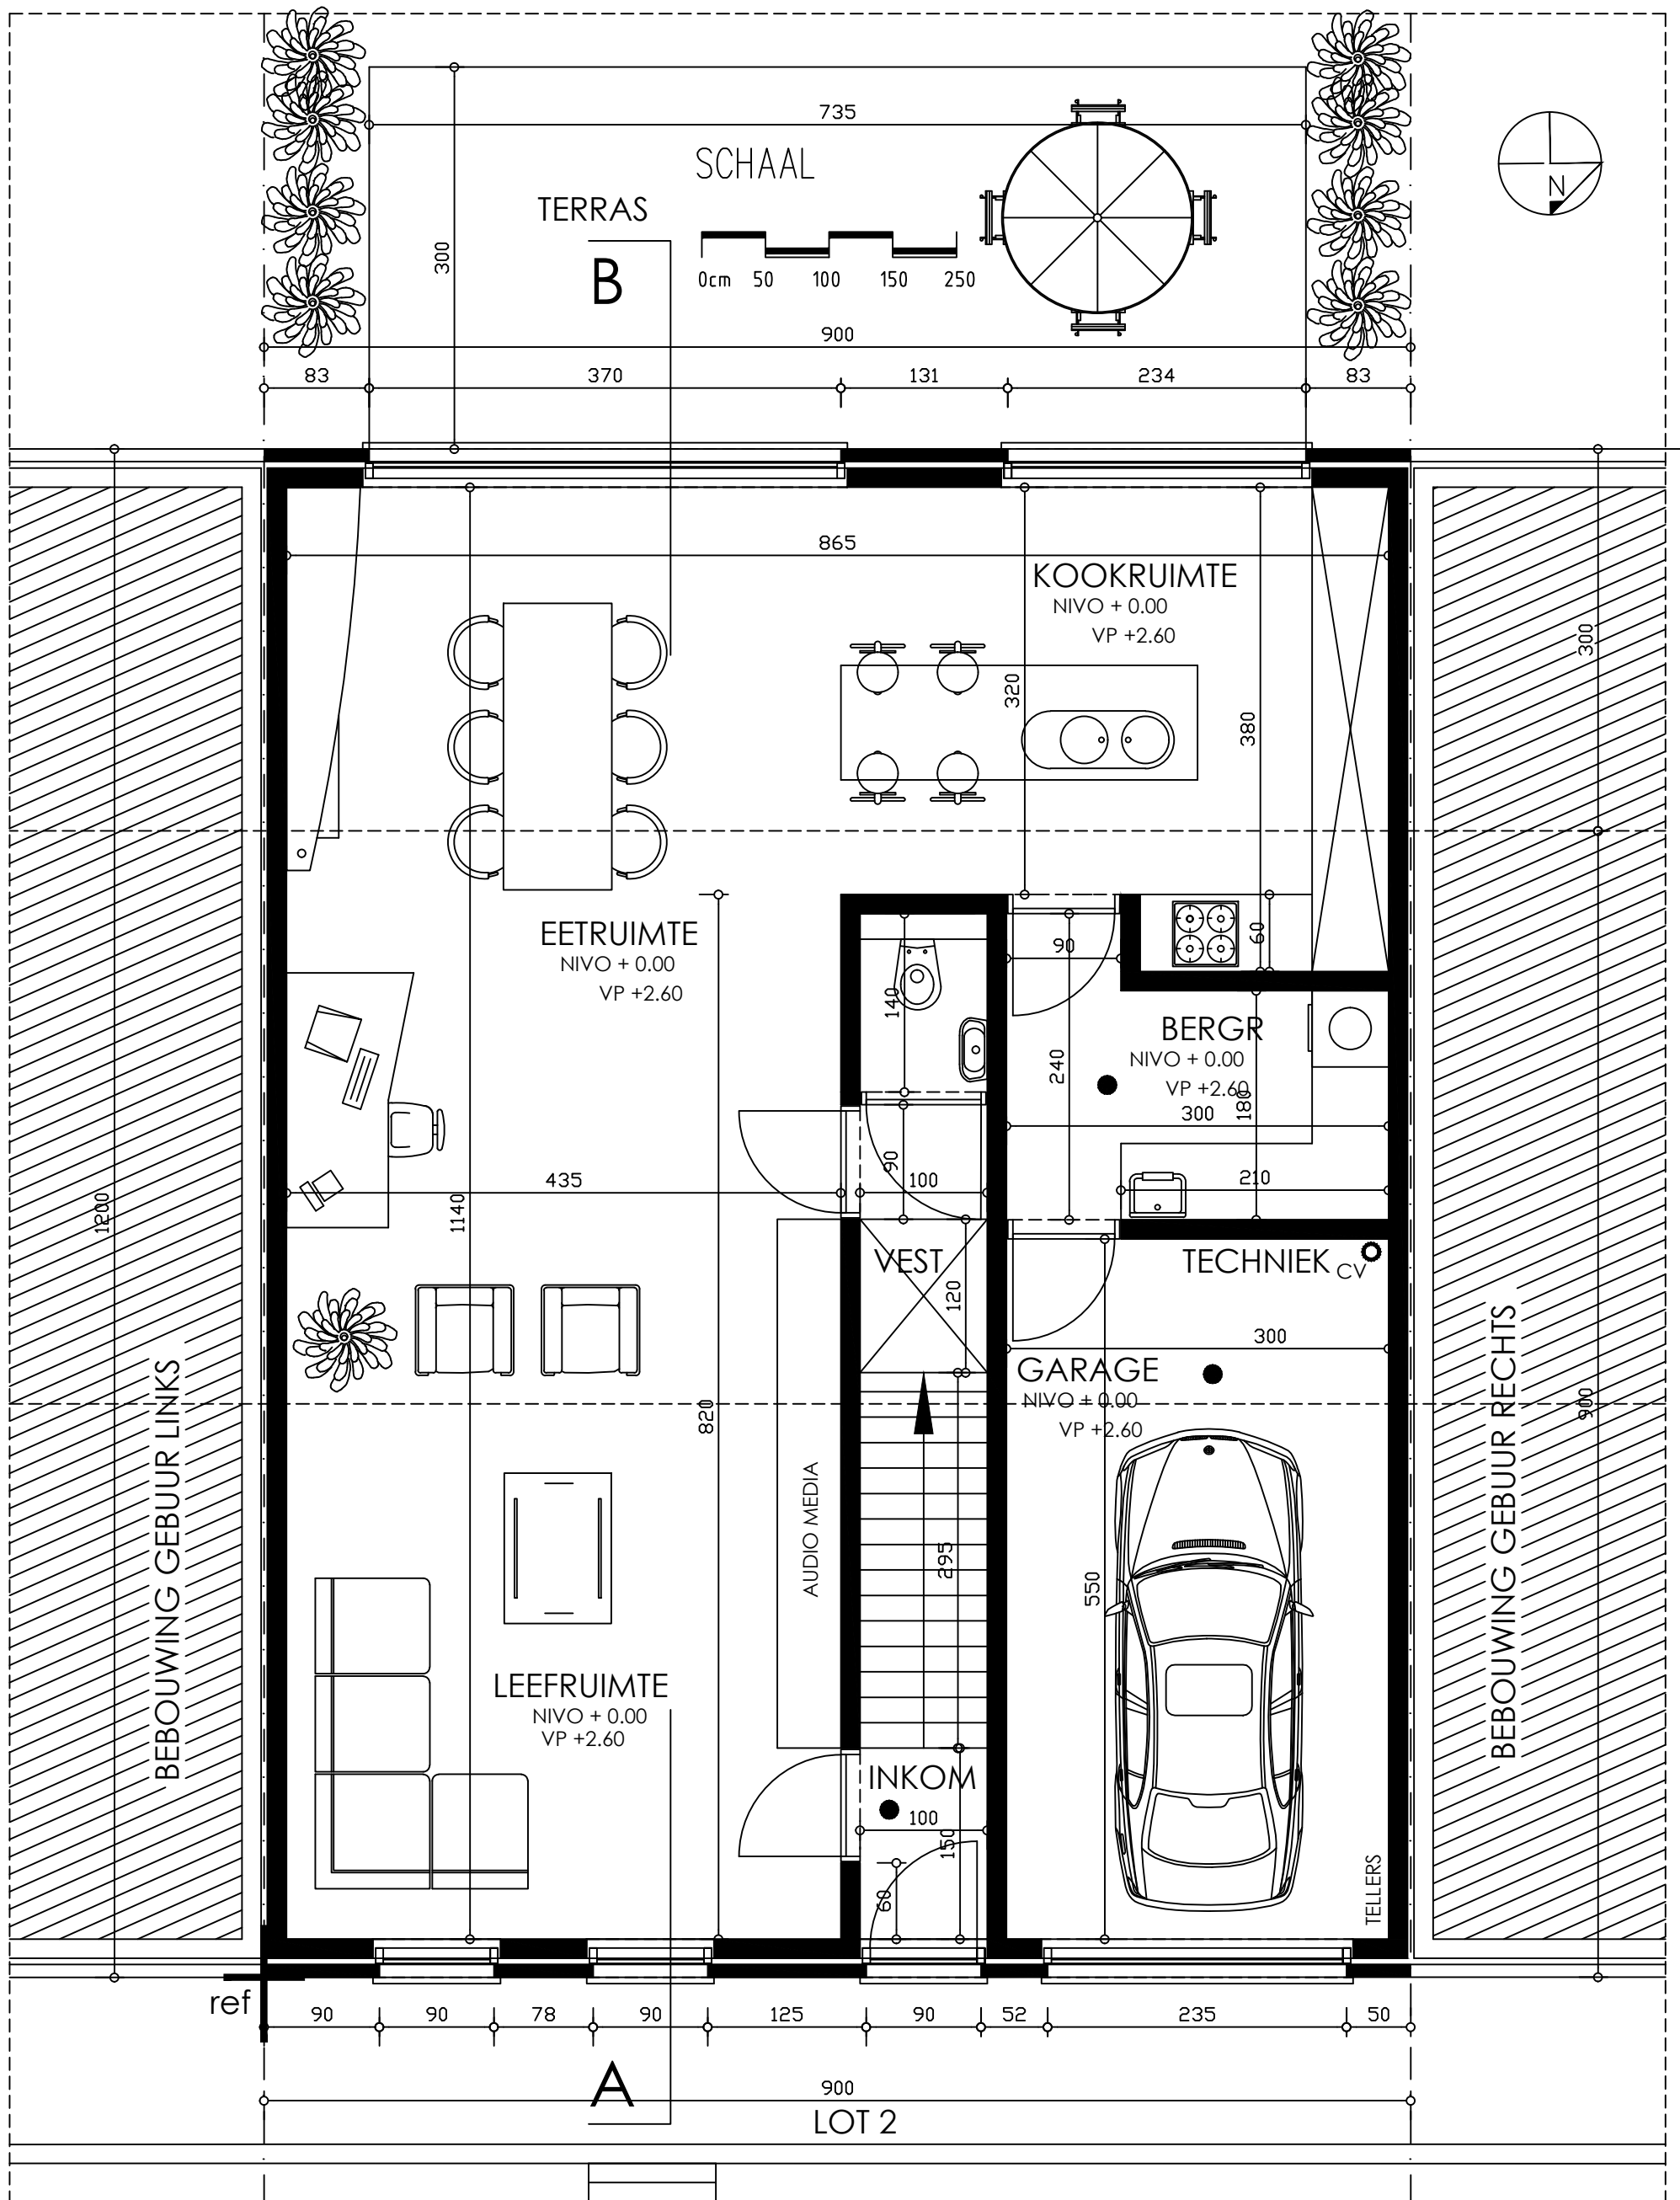 735
SCHAAL
N
TERRAS
300
B
0cm 50 100 150 250
900
83 370 131 234 83
865
KOOKRUIMTE
NIVO + 0.00
VP +2.60
300
320
380
EETRUIMTE
NIVO + 0.00
VP +2.60
90
60
140
BERGR
NIVO + 0.00
VP +2.60
240
180
300
90
435
100
210
1200
1140
VEST
TECHNIEK CV
120
300
GARAGE
NIVO + 0.00
VP +2.60
820
900
BEBOUWING GEBUUR LINKS
BEBOUWING GEBUUR RECHTS
AUDIO MEDIA
295
550
LEEFRUIMTE
NIVO + 0.00
VP +2.60
INKOM
100
150
60
TELLERS
ref
90 90 78 90 125 90 52 235 50
A
900
LOT 2